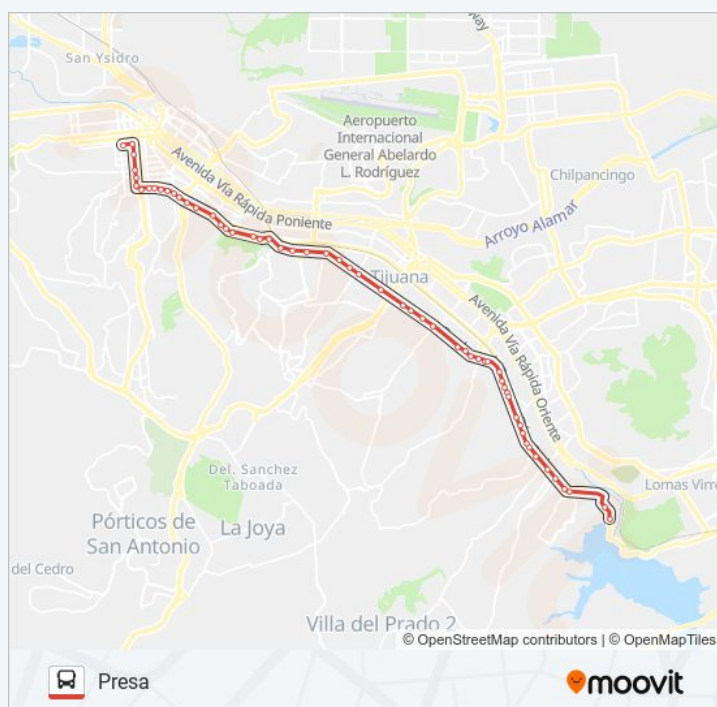 way
San Ysidro
Aeropuerto
Internacional
General Abelardo
L. Rodríguez
Avenida Vía Rápida Poniente
Chilpancingo
Arroyo Alamar
Tijuana
Avenida Vía Rápida Oriente
Del. Sanchez
Taboada
Lomas Virre
Pórticos de
San Antonio
La Joya
del Cedro
Villa del Prado 2
© OpenStreetMap contributors | © OpenMapTiles
Presa
moovit